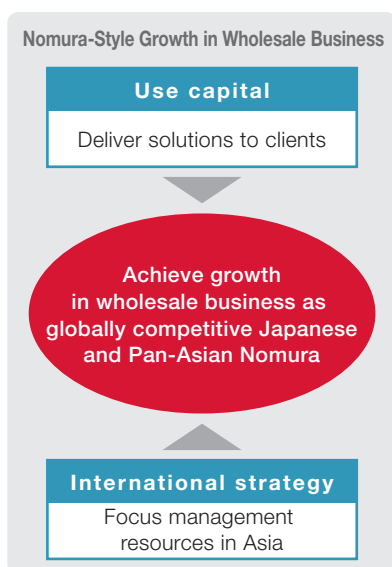 Nomura-Style Growth in Wholesale Business
Use capital
Deliver solutions to clients
Achieve growth
in wholesale business as
globally competitive Japanese
and Pan-Asian Nomura
International strategy
Focus management
resources in Asia